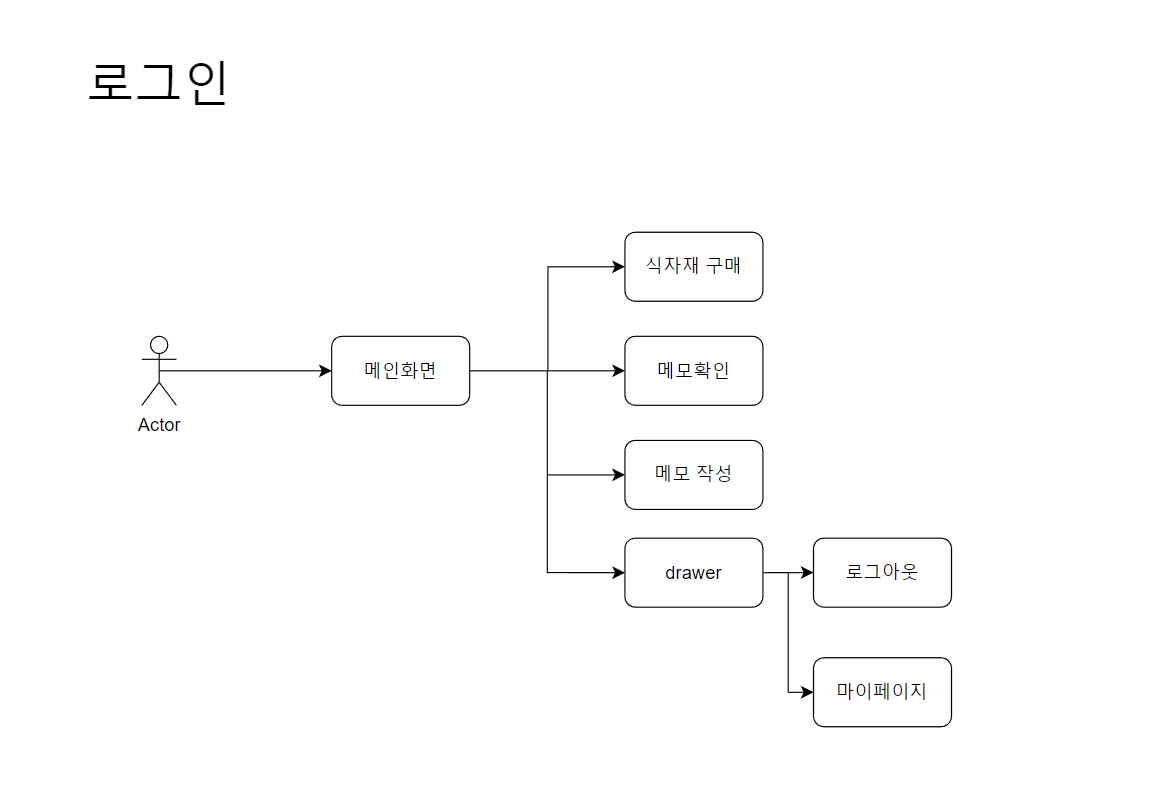 로그인
식자재 구매
메인화면
메모확인
Actor
메모 작성
drawer
로그아웃
마이페이지